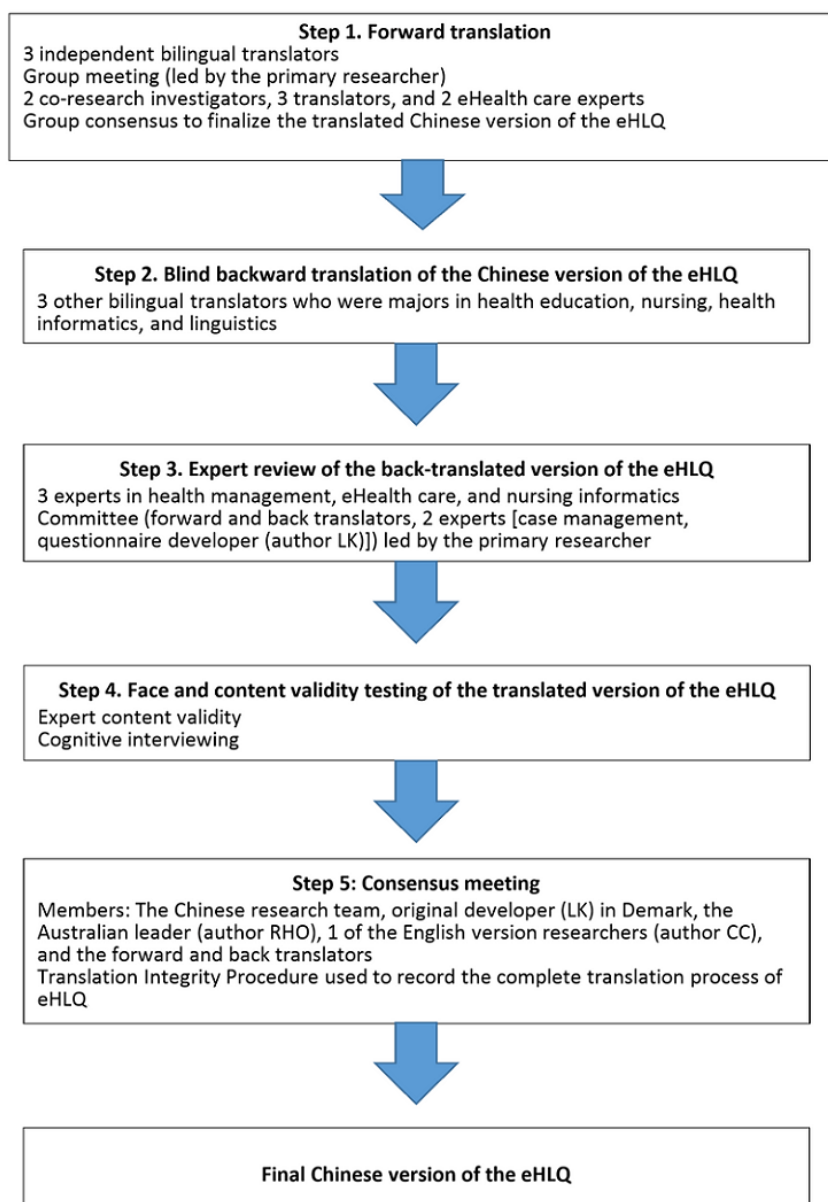 Step 1. Forward translation
3 independent bilingual translators
Group meeting (led by the primary researcher)
2 co-research investigators, 3 translators, and 2 eHealth care experts
Group consensus to finalize the translated Chinese version of the eHLQ
Step 2. Blind backward translation of the Chinese version of the eHLQ
3 other bilingual translators who were majors in health education, nursing, health
informatics, and linguistics
Step 3. Expert review of the back-translated version of the eHLQ
3 experts in health management, eHealth care, and nursing informatics
Committee (forward and back translators, 2 experts [case management,
questionnaire developer (author LK)]) led by the primary researcher
Step 4. Face and content validity testing of the translated version of the eHLQ
Expert content validity
Cognitive interviewing
Step 5: Consensus meeting
Members: The Chinese research team, original developer (LK) in Demark, the
Australian leader (author RHO), 1 of the English version researchers (author CC),
and the forward and back translators
Translation Integrity Procedure used to record the complete translation process of
eHLQ
Final Chinese version of the eHLQ